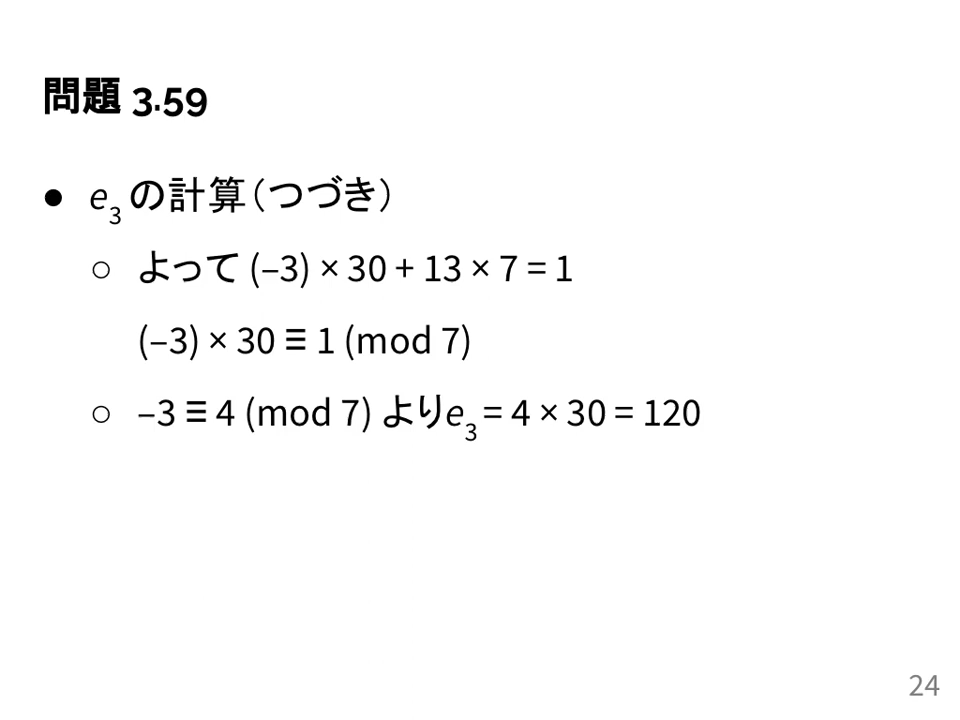 問題 3.59
● e3 の計算（つづき）
○ よって (–3) × 30 + 13 × 7 = 1
(–3) × 30 ≡ 1 (mod 7)
○ –3 ≡ 4 (mod 7) よりe3 = 4 × 30 = 120
24